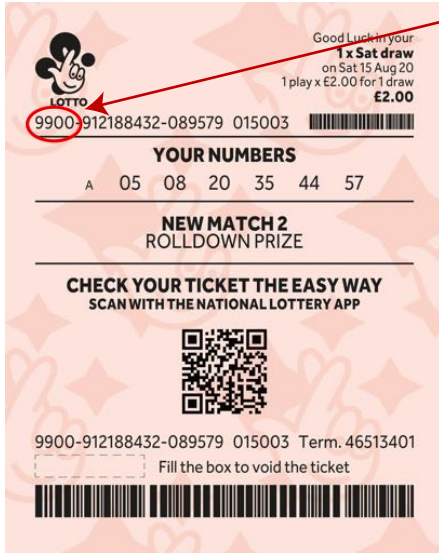 Good Luck in your
1 x Sat draw
on Sat 15 Aug 20
1 play x £2.00 for 1 draw
£2.00
LOTTO
9900-912188432-089579 015003
YOUR NUMBERS
A 05 08 20 35 44 57
NEW MATCH 2
ROLLDOWN PRIZE
CHECK YOUR TICKET THE EASY WAY
SCAN WITH THE NATIONAL LOTTERY APP
9900-912188432-089579 015003 Term. 46513401
Fill the box to void the ticket